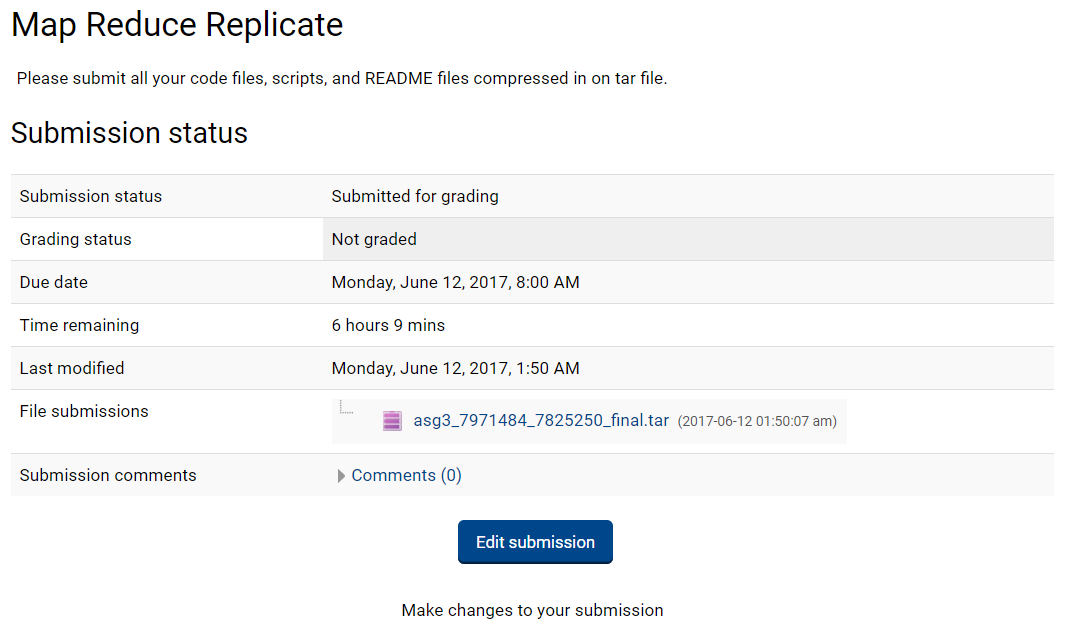 Map Reduce Replicate
Please submit all your code files, scripts, and README files compressed in on tar file.
Submission status
Submission status Submitted for grading
Grading status Not graded
Due date Monday, June 12, 2017, 8:00 AM
Time remaining 6 hours 9 mins
Last modified Monday, June 12, 2017, 1:50 AM
File submissions asg3_7971484_7825250_final.tar (2017-06-12 01:50:07 am)
Submission comments Comments (0)
Edit submission
Make changes to your submission